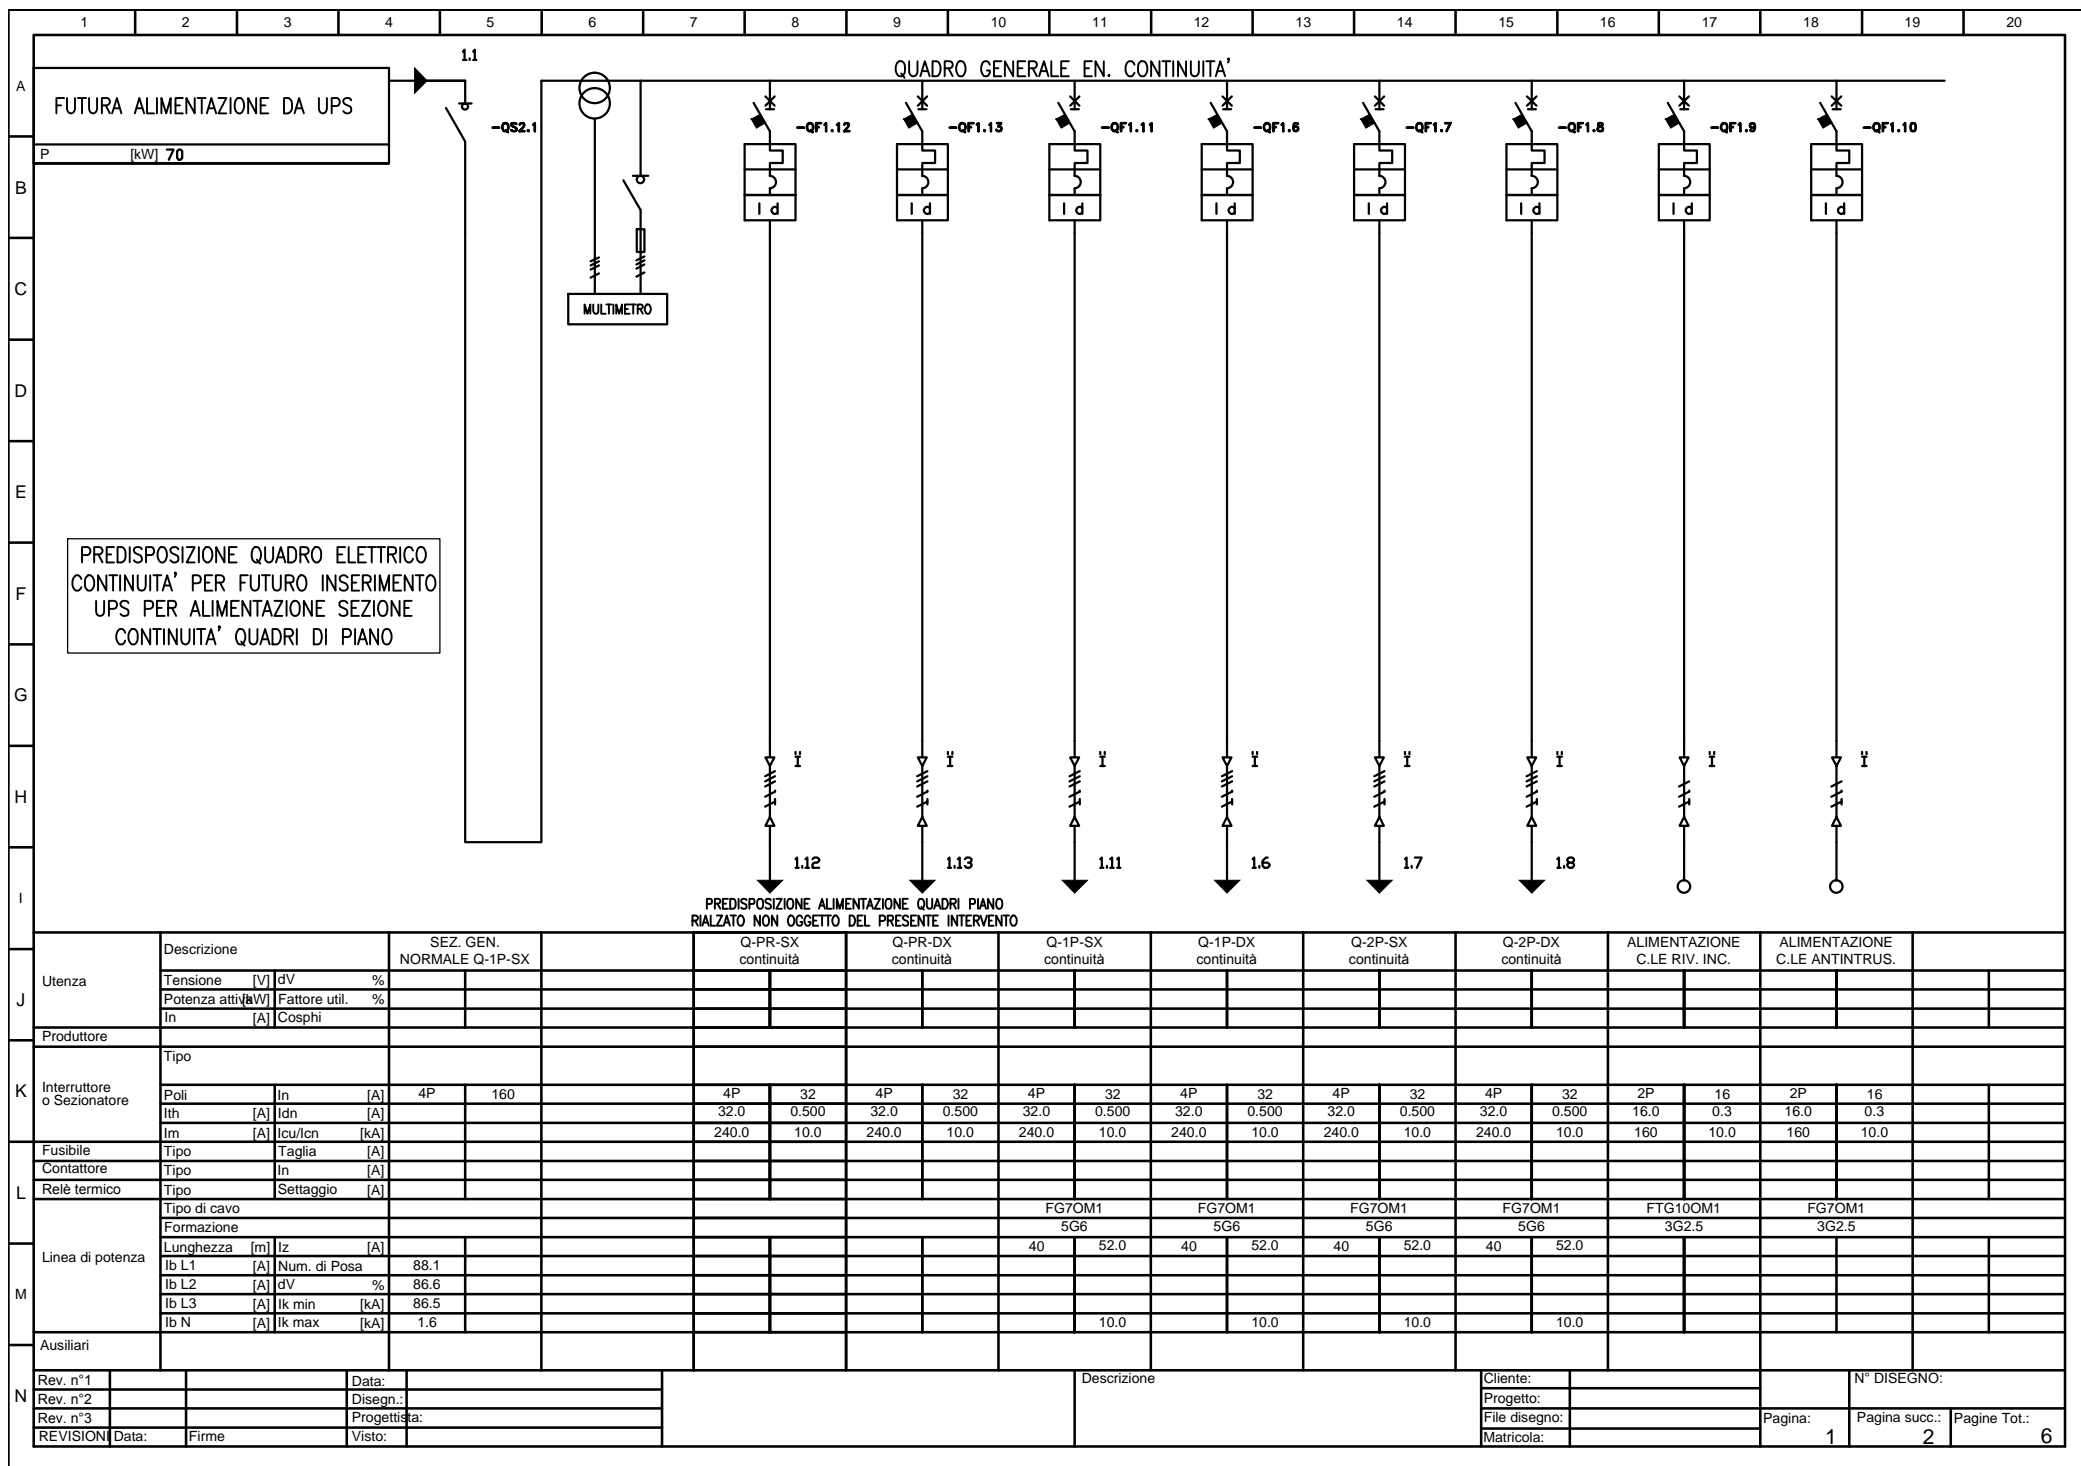 1 2 3 4 5 6 7 8 9 10 11 12 13 14 15 16 17 18 19 20
A
B
C
D
E
F
G
H
I
J
K
L
M
N
1.1
QUADRO GENERALE EN. CONTINUITA'
FUTURA ALIMENTAZIONE DA UPS
P [kW] 70
-QS2.1 -QF1.12 -QF1.13 -QF1.11 -QF1.6 -QF1.7 -QF1.8 -QF1.9 -QF1.10
I d I d I d I d I d I d I d I d
MULTIMETRO
PREDISPOSIZIONE QUADRO ELETTRICO
CONTINUITA' PER FUTURO INSERIMENTO
UPS PER ALIMENTAZIONE SEZIONE
CONTINUITA' QUADRI DI PIANO
Ï Ï Ï Ï Ï Ï Ï Ï
1.12 1.13 1.11 1.6 1.7 1.8
PREDISPOSIZIONE ALIMENTAZIONE QUADRI PIANO
RIALZATO NON OGGETTO DEL PRESENTE INTERVENTO
Utenza
Descrizione
SEZ. GEN.
NORMALE Q-1P-SX
Q-PR-SX
continuità
Q-PR-DX
continuità
Q-1P-SX
continuità
Q-1P-DX
continuità
Q-2P-SX
continuità
Q-2P-DX
continuità
ALIMENTAZIONE
C.LE RIV. INC.
ALIMENTAZIONE
C.LE ANTINTRUS.
Tensione [V] dV %
Potenza attiva [kW] Fattore util. %
In [A] Cosphi
Produttore
Interruttore
o Sezionatore
Tipo
Poli In [A] 4P 160 4P 32 4P 32 4P 32 4P 32 4P 32 4P 32 2P 16 2P 16
Ith [A] Idn [A] 32.0 0.500 32.0 0.500 32.0 0.500 32.0 0.500 32.0 0.500 32.0 0.500 16.0 0.3 16.0 0.3
Im [A] Icu/Icn [kA] 240.0 10.0 240.0 10.0 240.0 10.0 240.0 10.0 240.0 10.0 240.0 10.0 160 10.0 160 10.0
Fusibile Tipo Taglia [A]
Contattore Tipo In [A]
Relè termico Tipo Settaggio [A]
Linea di potenza
Tipo di cavo FG7OM1 FG7OM1 FG7OM1 FG7OM1 FTG10OM1 FG7OM1
Formazione 5G6 5G6 5G6 5G6 3G2.5 3G2.5
Lunghezza [m] Iz [A] 40 52.0 40 52.0 40 52.0 40 52.0
Ib L1 [A] Num. di Posa 88.1
Ib L2 [A] dV % 86.6
Ib L3 [A] Ik min [kA] 86.5
Ib N [A] Ik max [kA] 1.6 10.0 10.0 10.0 10.0
Ausiliari
Rev. n°1 Data: Descrizione Cliente: N° DISEGNO:
Rev. n°2 Disegn.: Progetto:
Rev. n°3 Progettista: File disegno: Pagina: Pagina succ.: Pagine Tot.:
REVISIONI Data: Firme Visto: Matricola: 1 2 6